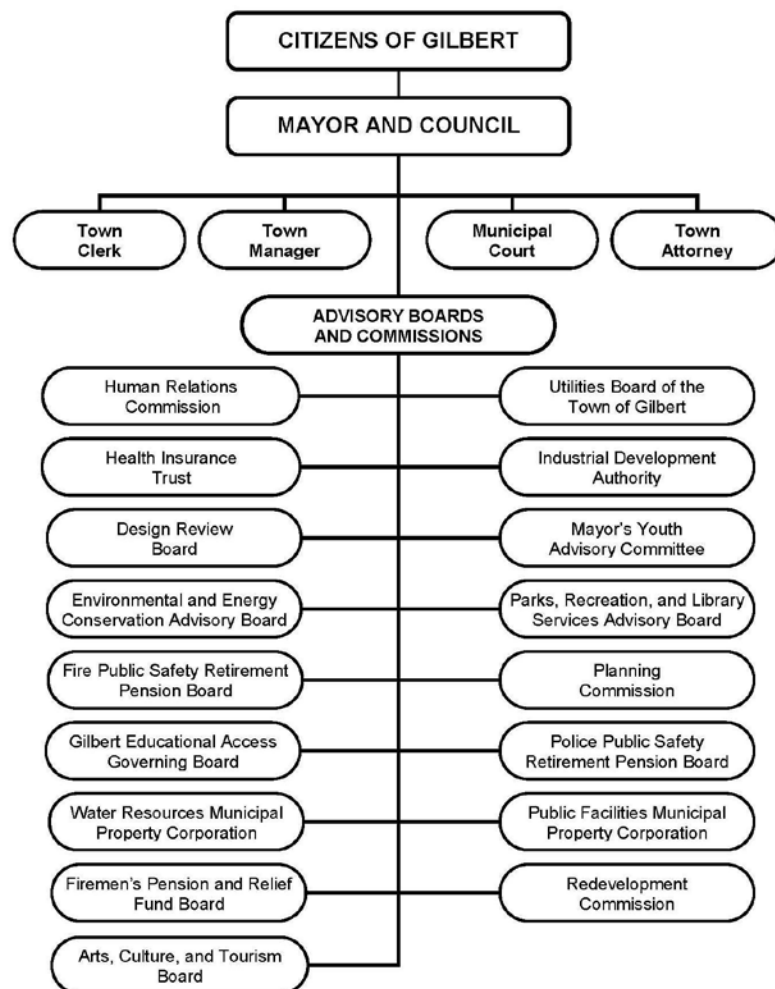 CITIZENS OF GILBERT
MAYOR AND COUNCIL
Town
Clerk
Town
Manager
Municipal
Court
Town
Attorney
ADVISORY BOARDS
AND COMMISSIONS
Human Relations
Commission
Utilities Board of the
Town of Gilbert
Health Insurance
Trust
Industrial Development
Authority
Design Review
Board
Mayor's Youth
Advisory Committee
Environmental and Energy
Conservation Advisory Board
Parks, Recreation, and Library
Services Advisory Board
Fire Public Safety Retirement
Pension Board
Planning
Commission
Gilbert Educational Access
Governing Board
Police Public Safety
Retirement Pension Board
Water Resources Municipal
Property Corporation
Public Facilities Municipal
Property Corporation
Firemen's Pension and Relief
Fund Board
Redevelopment
Commission
Arts, Culture, and Tourism
Board